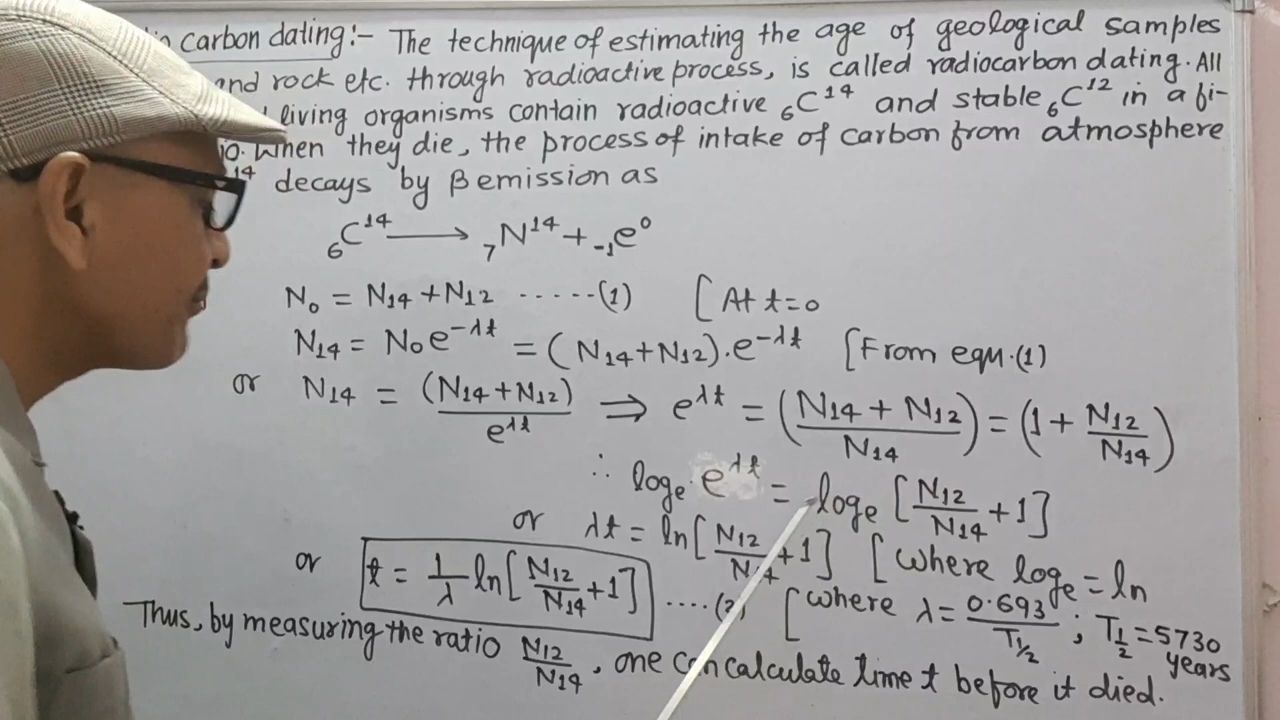 carbon dating:- The technique of estimating the age of geological samples
and rock etc. through radioactive process, is called radiocarbon dating. All
living organisms contain radioactive ₆C¹⁴ and stable ₆C¹² in a fi-
io. When they die, the process of intake of carbon from atmosphere
14 decays by β emission as
₆C¹⁴ ⟶ ₇N¹⁴ + ₋₁e⁰
N₀ = N₁₄ + N₁₂ .....(1) [At t=0
N₁₄ = N₀e^{-λt} = (N₁₄+N₁₂).e^{-λt} [From equ.(1)
or N₁₄ = (N₁₄+N₁₂)/e^{λt} ⇒ e^{λt} = ((N₁₄+N₁₂)/N₁₄) = (1 + N₁₂/N₁₄)
∴ logₑ e^{λt} = logₑ [N₁₂/N₁₄ + 1]
or λt = ln[N₁₂/N₁₄ + 1] [where logₑ = ln
or t = 1/λ ln[N₁₂/N₁₄ + 1] ....(2) [where λ = 0.693/T₁/₂ ; T₁/₂ = 5730 years
Thus, by measuring the ratio N₁₂/N₁₄, one can calculate time t before it died.